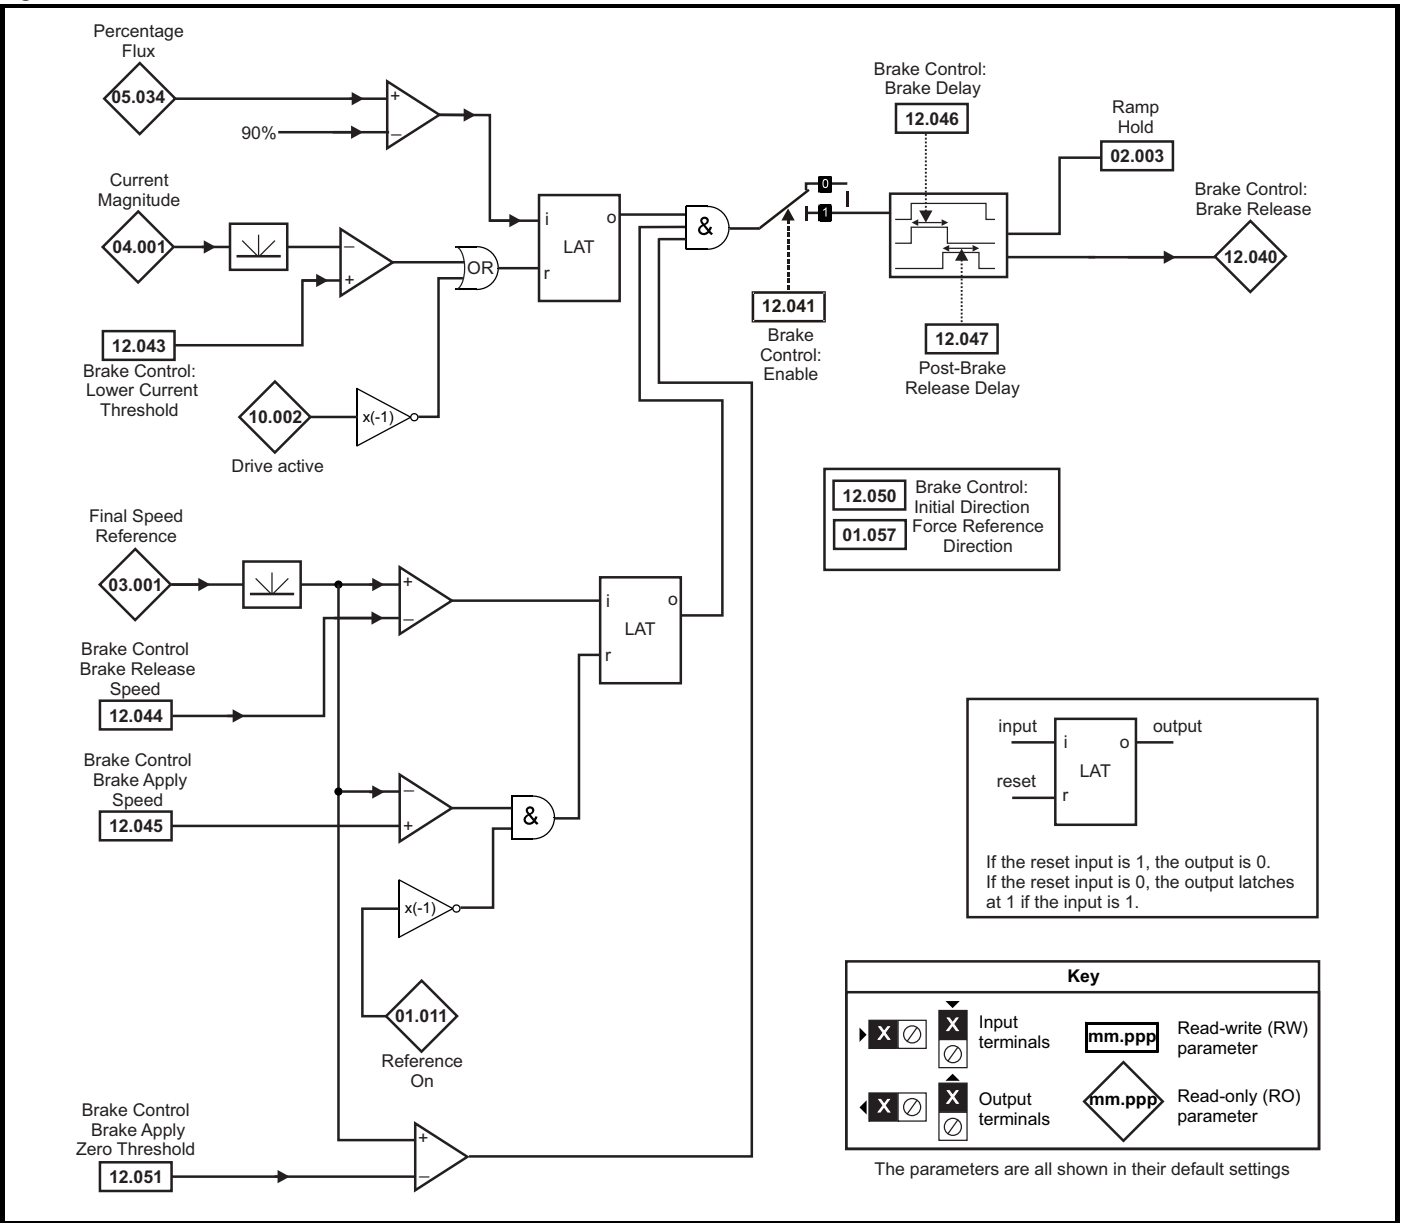 Percentage
Flux
05.034
+
90%
–
Current
Magnitude
04.001
–
+
OR
12.043
Brake Control:
Lower Current
Threshold
10.002
x(-1)
Drive active
i
o
LAT
r
&
0
1
12.041
Brake
Control:
Enable
Brake Control:
Brake Delay
12.046
12.047
Post-Brake
Release Delay
Ramp
Hold
02.003
Brake Control:
Brake Release
12.040
12.050
Brake Control:
Initial Direction
01.057
Force Reference
Direction
Final Speed
Reference
03.001
+
–
i
o
LAT
r
Brake Control
Brake Release
Speed
12.044
Brake Control
Brake Apply
Speed
12.045
–
+
&
x(-1)
01.011
Reference
On
Brake Control
Brake Apply
Zero Threshold
12.051
+
–
input
i
o
output
LAT
reset
r
If the reset input is 1, the output is 0.
If the reset input is 0, the output latches
at 1 if the input is 1.
Key
X
X
Input
terminals
mm.ppp
Read-write (RW)
parameter
X
X
Output
terminals
mm.ppp
Read-only (RO)
parameter
The parameters are all shown in their default settings